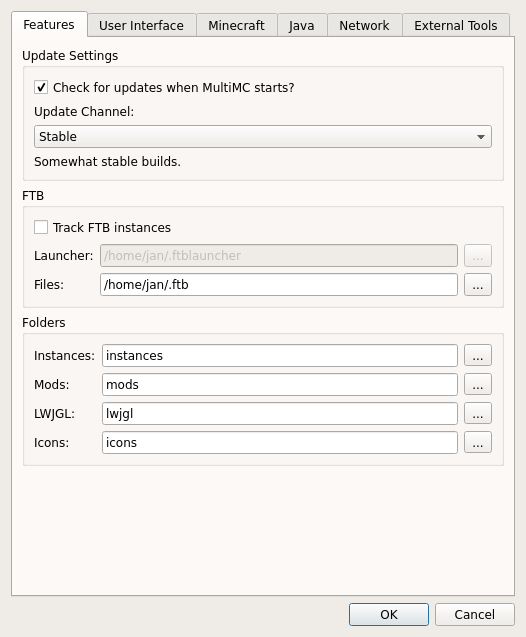 Features User Interface Minecraft Java Network External Tools
Update Settings
Check for updates when MultiMC starts?
Update Channel:
Stable
Somewhat stable builds.
FTB
Track FTB instances
Launcher: /home/jan/.ftblauncher ...
Files: /home/jan/.ftb ...
Folders
Instances: instances ...
Mods: mods ...
LWJGL: lwjgl ...
Icons: icons ...
OK Cancel